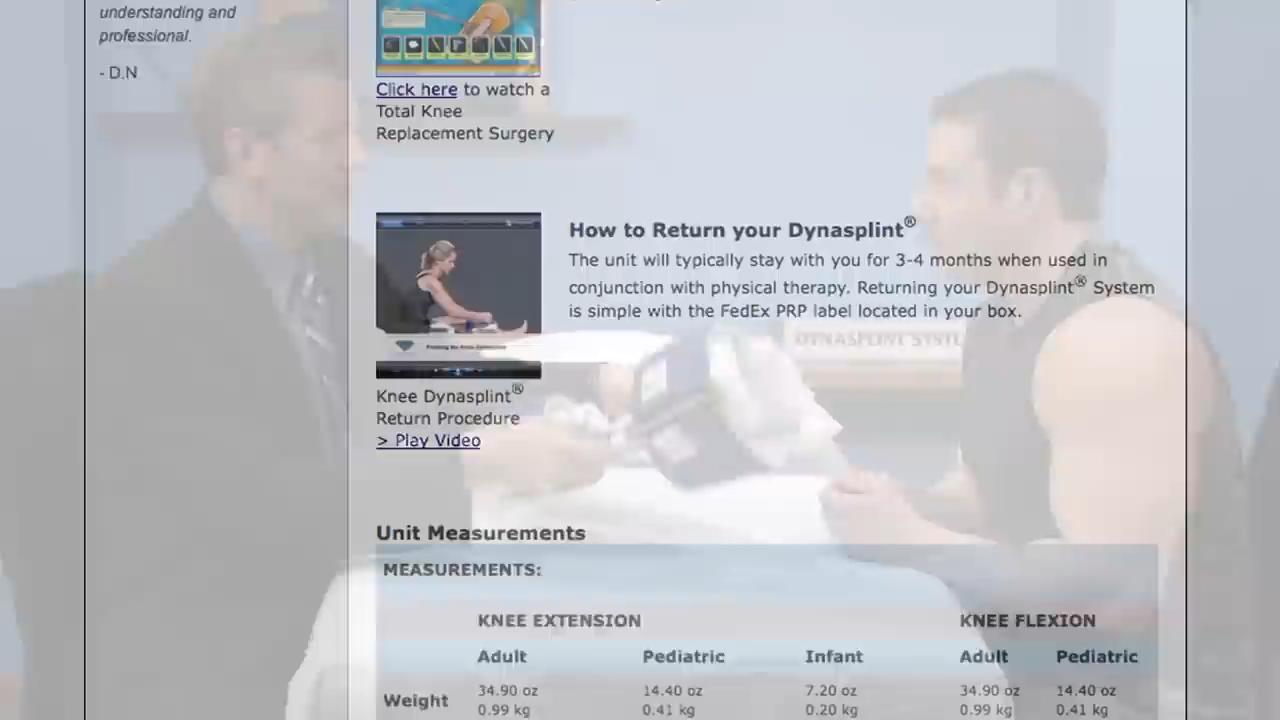 understanding and
professional.
- D.N
Click here to watch a
Total Knee
Replacement Surgery
How to Return your Dynasplint®
The unit will typically stay with you for 3-4 months when used in
conjunction with physical therapy. Returning your Dynasplint® System
is simple with the FedEx PRP label located in your box.
DYNASPLINT SYSTE
Knee Dynasplint®
Return Procedure
> Play Video
Unit Measurements
MEASUREMENTS:
KNEE EXTENSION KNEE FLEXION
Adult Pediatric Infant Adult Pediatric
Weight 34.90 oz 14.40 oz 7.20 oz 34.90 oz 14.40 oz
0.99 kg 0.41 kg 0.20 kg 0.99 kg 0.41 kg